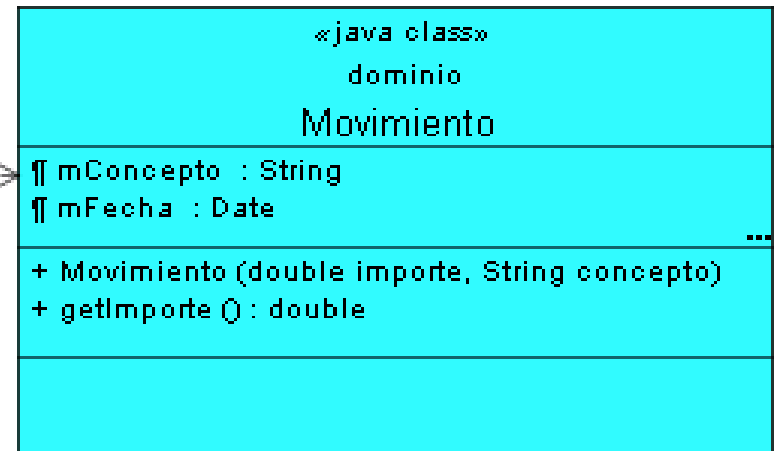 «java class»
dominio
Movimiento
¶ mConcepto : String
¶ mFecha : Date
...
+ Movimiento (double importe, String concepto)
+ getImporte () : double